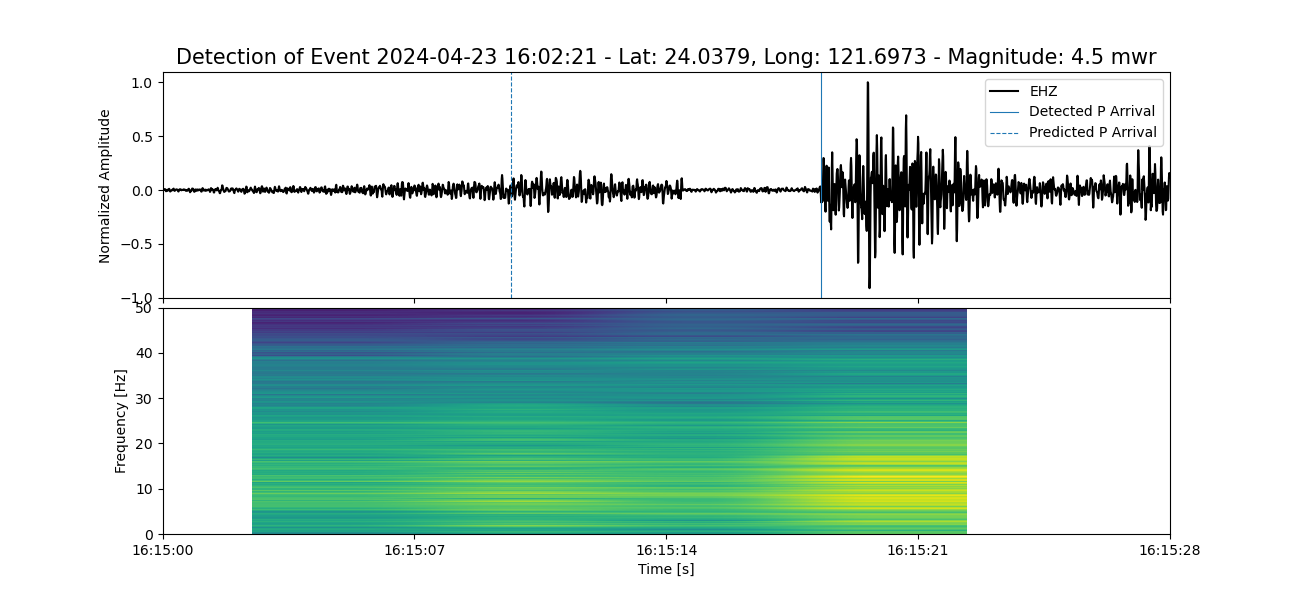 Detection of Event 2024-04-23 16:02:21 - Lat: 24.0379, Long: 121.6973 - Magnitude: 4.5 mwr
Normalized Amplitude
1.0
0.5
0.0
−0.5
−1.0
EHZ
Detected P Arrival
Predicted P Arrival
Frequency [Hz]
50
40
30
20
10
0
16:15:00 16:15:07 16:15:14 16:15:21 16:15:28
Time [s]